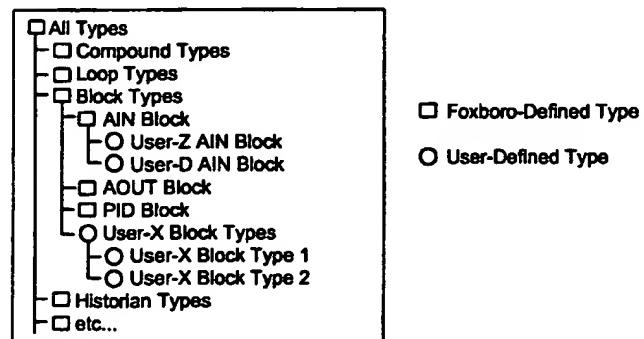 All Types
Compound Types
Loop Types
Block Types
AIN Block
User-Z AIN Block
User-D AIN Block
AOUT Block
PID Block
User-X Block Types
User-X Block Type 1
User-X Block Type 2
Historian Types
etc...
Foxboro-Defined Type
User-Defined Type